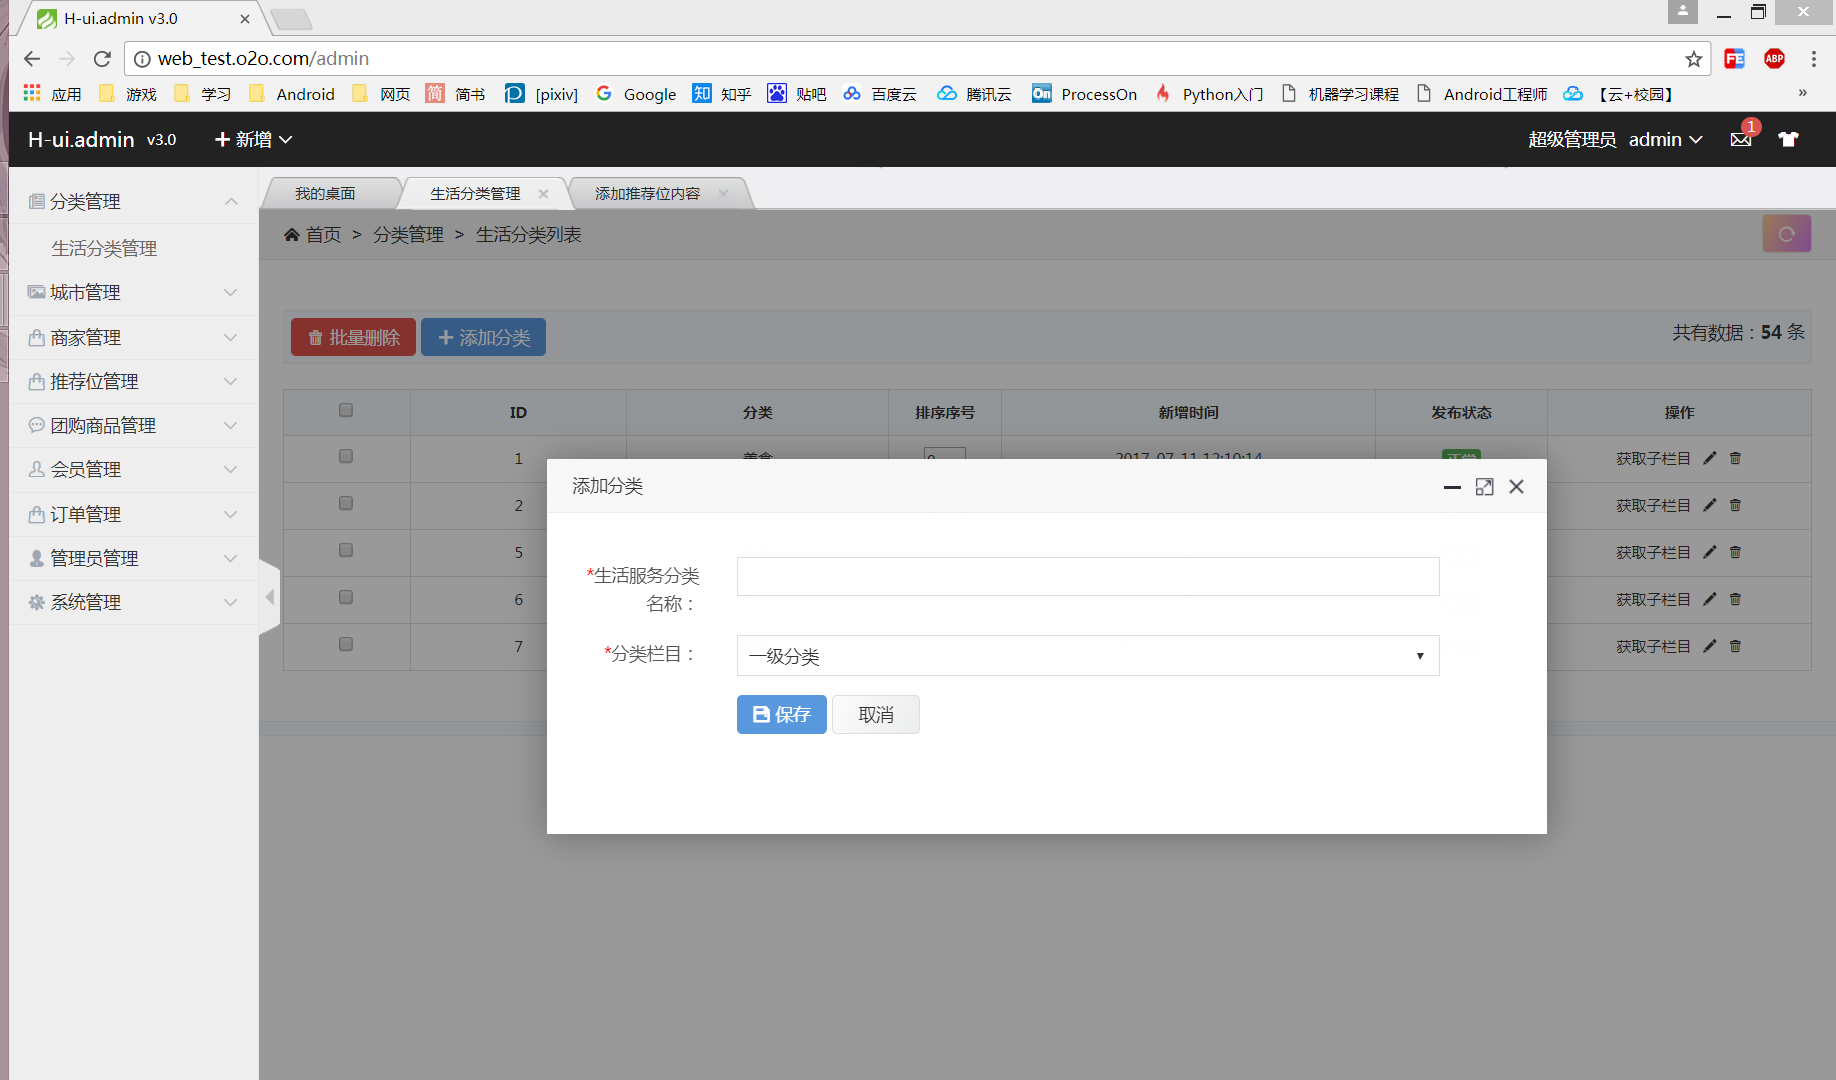 H-ui.admin v3.0
web_test.o2o.com/admin
应用 游戏 学习 Android 网页 简书 [pixiv] Google 知乎 贴吧 百度云 腾讯云 ProcessOn Python入门 机器学习课程 Android工程师 【云+校园】 »
H-ui.admin v3.0 新增 超级管理员 admin 1
我的桌面 生活分类管理 添加推荐位内容
首页 > 分类管理 > 生活分类列表
分类管理
生活分类管理
城市管理
商家管理
推荐位管理
团购商品管理
会员管理
订单管理
管理员管理
系统管理
批量删除 添加分类 共有数据：54 条
ID 分类 排序序号 新增时间 发布状态 操作
1 美食 2017-07-11 12:10:14 正常 获取子栏目
2 获取子栏目
5 获取子栏目
6 获取子栏目
7 获取子栏目
添加分类
*生活服务分类
名称：
*分类栏目： 一级分类
保存 取消